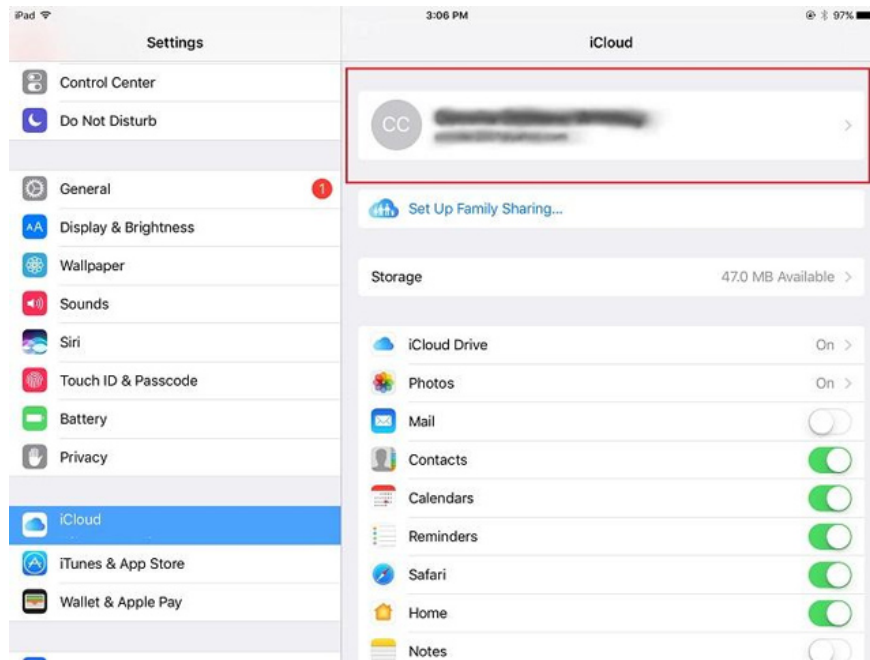 iPad 3:06 PM 97%
Settings
Control Center
Do Not Disturb
General 1
Display & Brightness
Wallpaper
Sounds
Siri
Touch ID & Passcode
Battery
Privacy
iCloud
iTunes & App Store
Wallet & Apple Pay
iCloud
CC
Set Up Family Sharing...
Storage 47.0 MB Available
iCloud Drive On
Photos On
Mail
Contacts
Calendars
Reminders
Safari
Home
Notes